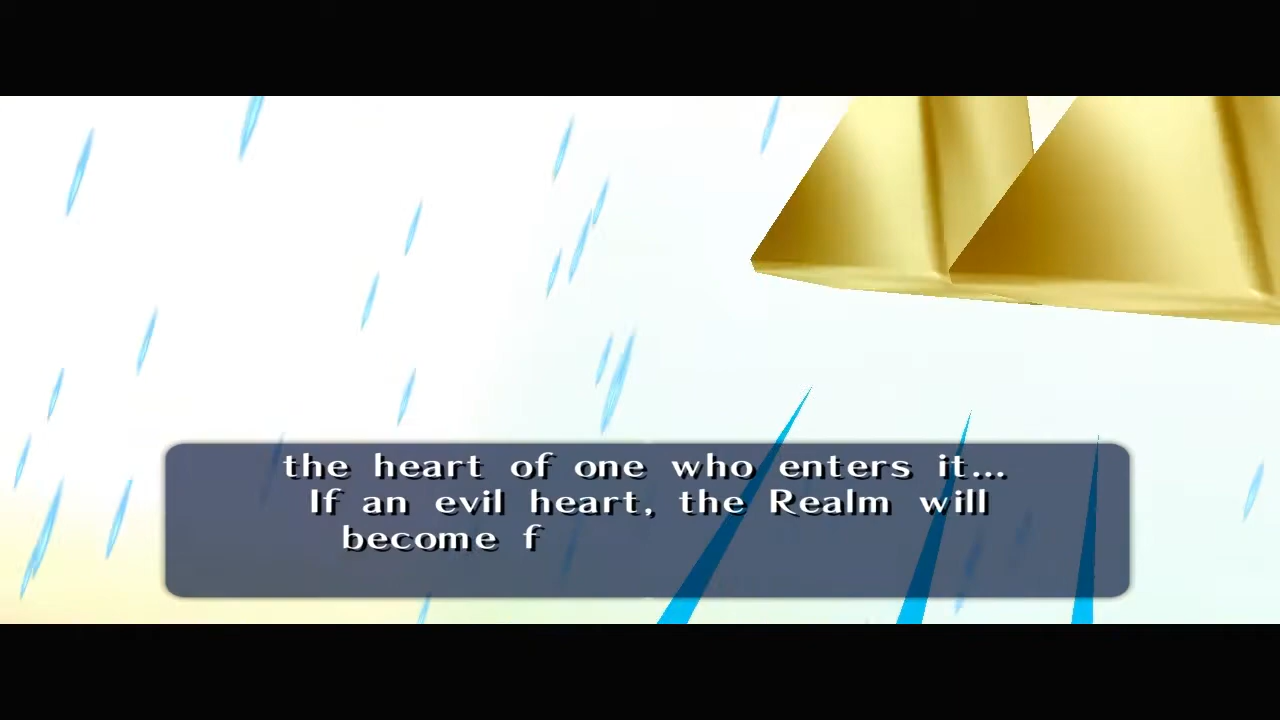 the heart of one who enters it...
If an evil heart, the Realm will
become f